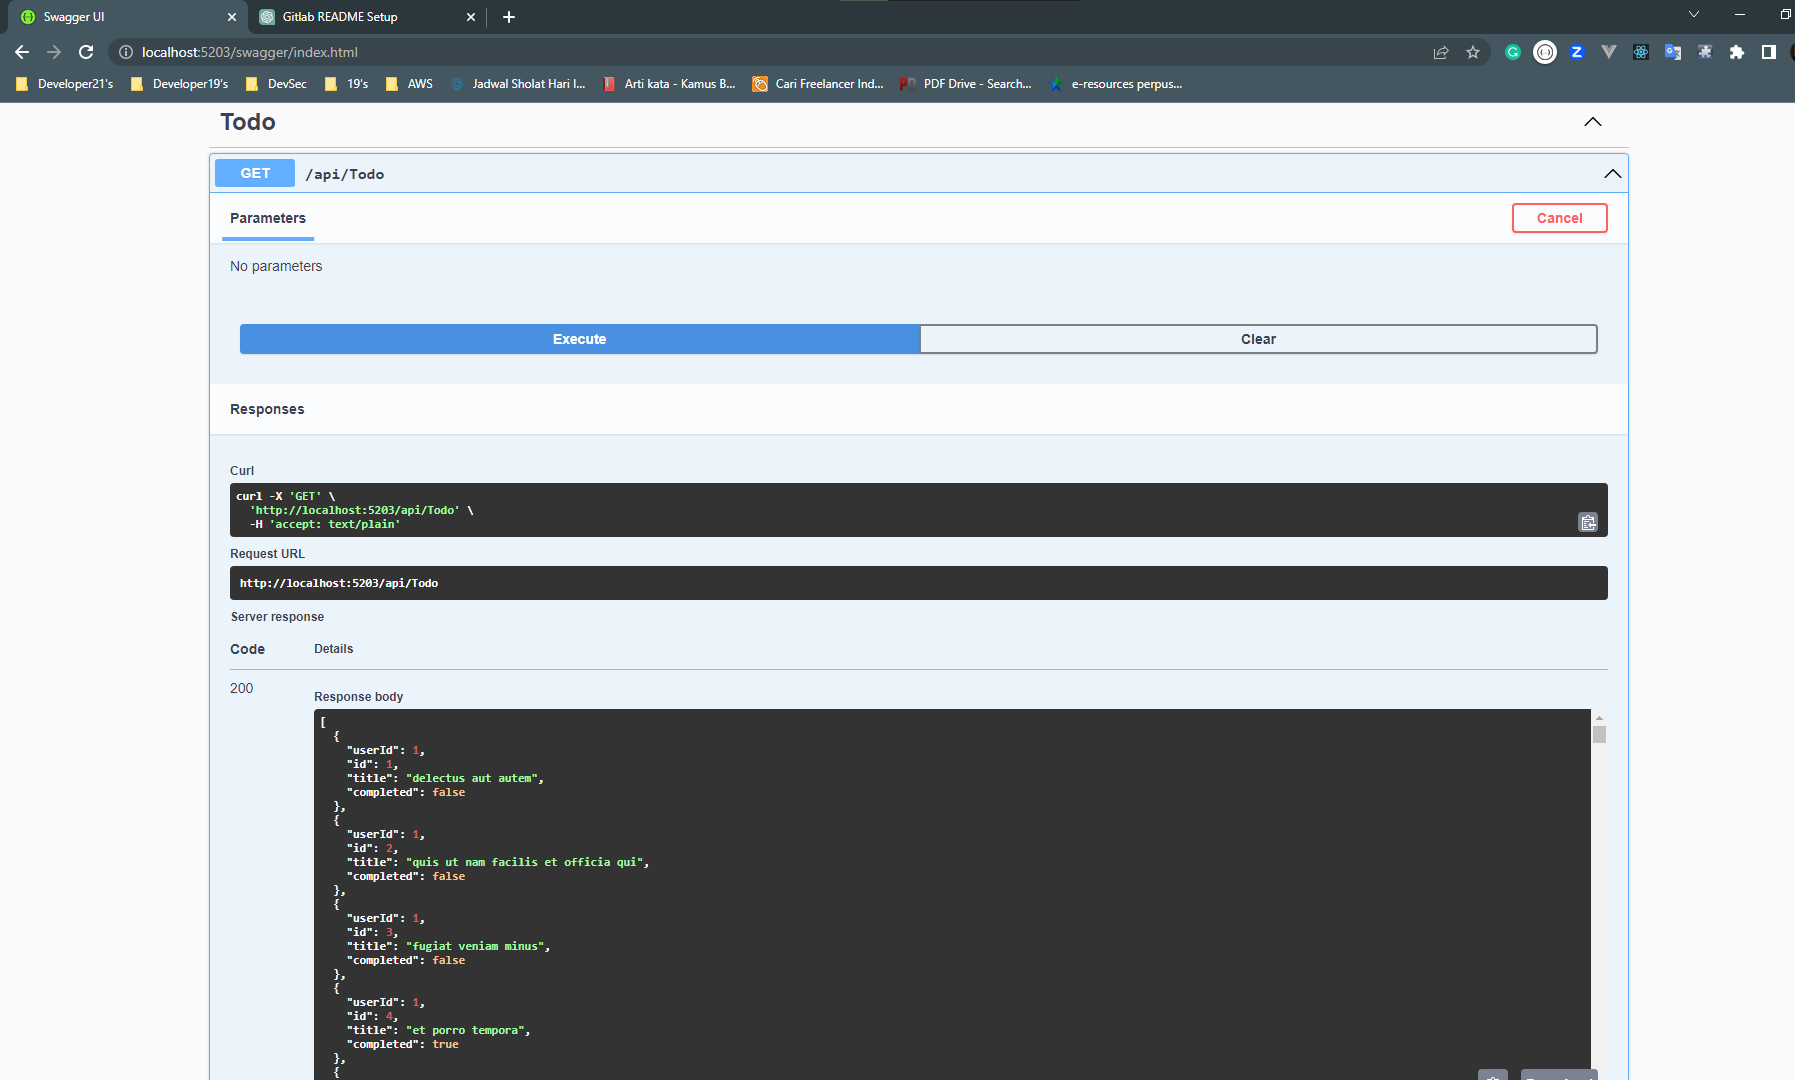 Swagger UI
Gitlab README Setup
localhost:5203/swagger/index.html
Developer21's
Developer19's
DevSec
19's
AWS
Jadwal Sholat Hari I...
Arti kata - Kamus B...
Cari Freelancer Ind...
PDF Drive - Search...
e-resources perpus...
Todo
GET /api/Todo
Parameters
Cancel
No parameters
Execute
Clear
Responses
Curl
curl -X 'GET' \
  'http://localhost:5203/api/Todo' \
  -H 'accept: text/plain'
Request URL
http://localhost:5203/api/Todo
Server response
Code Details
200
Response body
[
  {
    "userId": 1,
    "id": 1,
    "title": "delectus aut autem",
    "completed": false
  },
  {
    "userId": 1,
    "id": 2,
    "title": "quis ut nam facilis et officia qui",
    "completed": false
  },
  {
    "userId": 1,
    "id": 3,
    "title": "fugiat veniam minus",
    "completed": false
  },
  {
    "userId": 1,
    "id": 4,
    "title": "et porro tempora",
    "completed": true
  },
  {